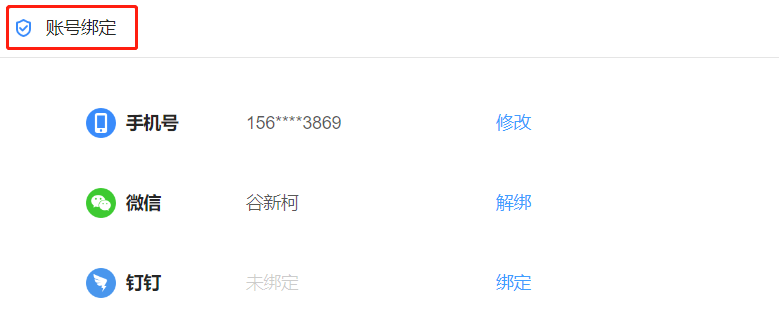 账号绑定
手机号 156****3869 修改
微信 谷新柯 解绑
钉钉 未绑定 绑定